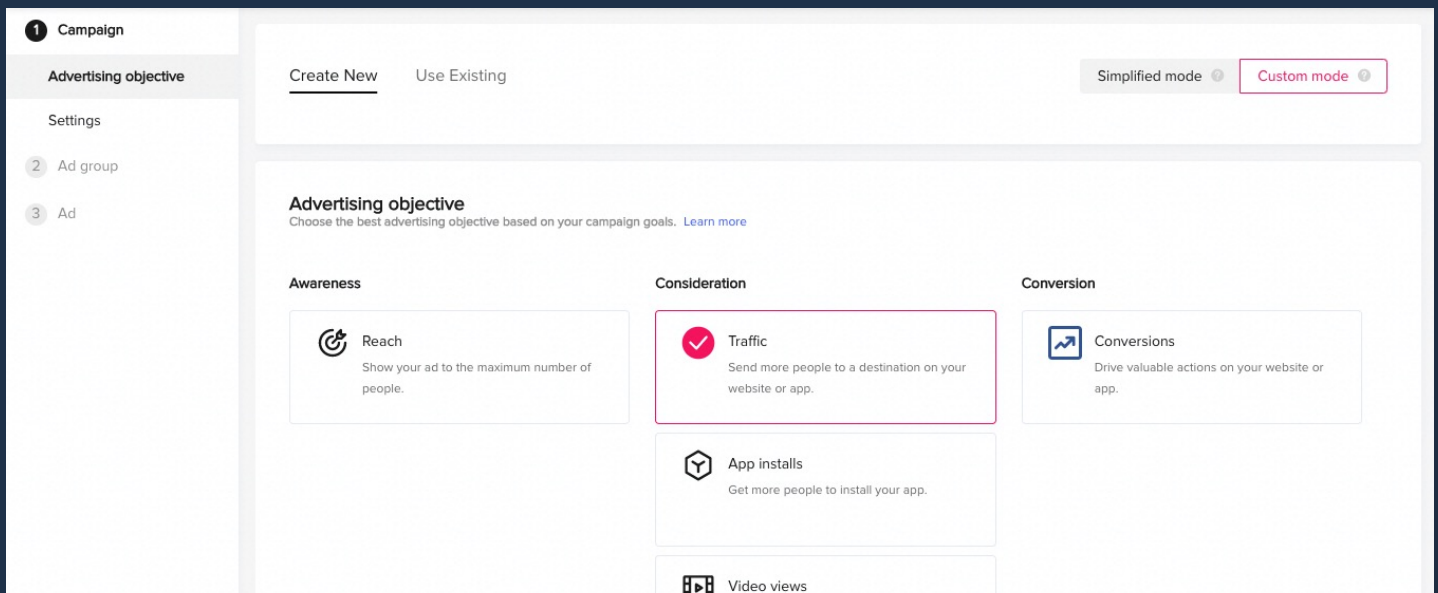 1 Campaign
Advertising objective
Settings
2 Ad group
3 Ad
Create New Use Existing
Simplified mode ? Custom mode ?
Advertising objective
Choose the best advertising objective based on your campaign goals. Learn more
Awareness
Reach
Show your ad to the maximum number of
people.
Consideration
Traffic
Send more people to a destination on your
website or app.
App installs
Get more people to install your app.
Video views
Conversion
Conversions
Drive valuable actions on your website or
app.